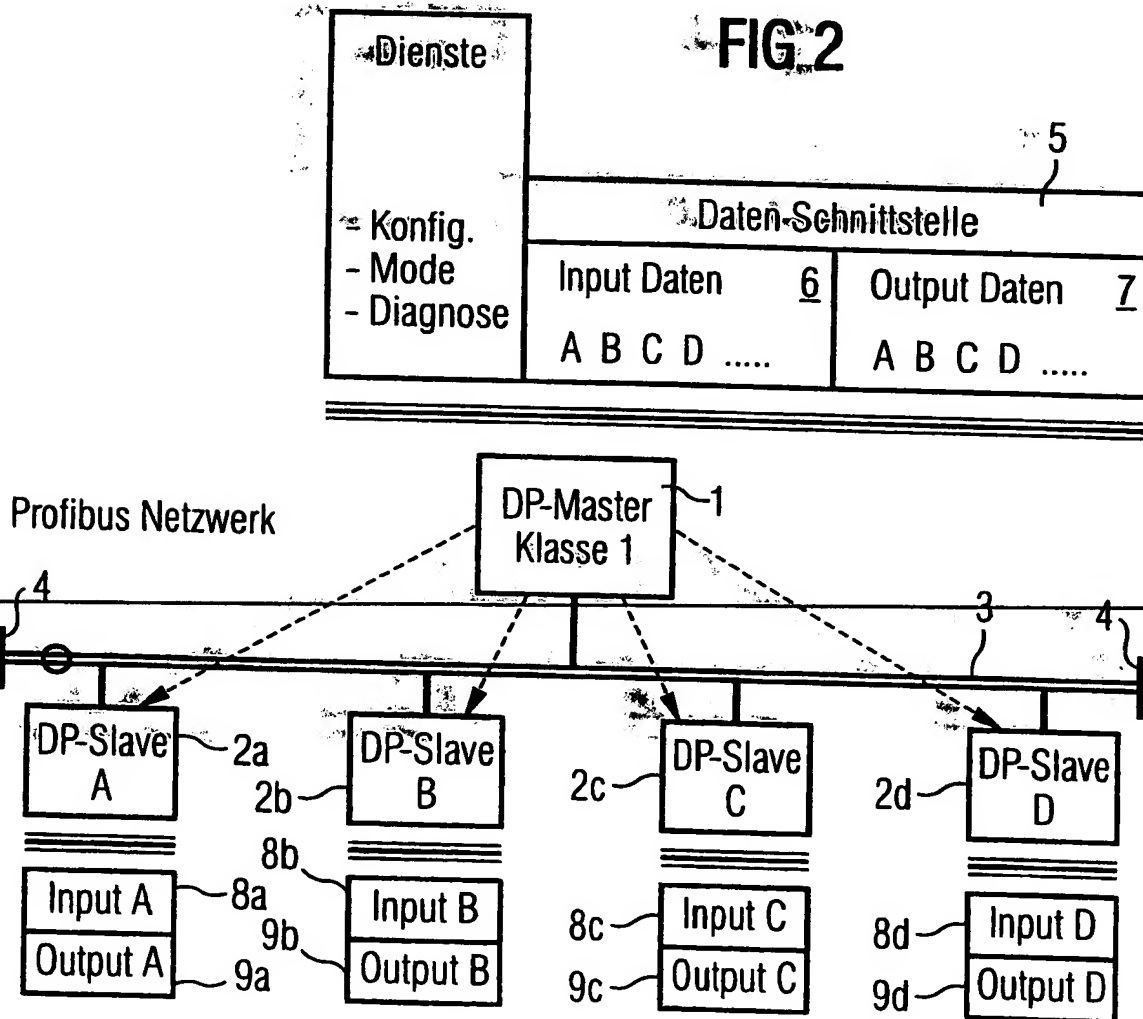 FIG 2
Dienste
- Konfig.
- Mode
- Diagnose
5
Daten-Schnittstelle
Input Daten 6
A B C D .....
Output Daten 7
A B C D .....
Profibus Netzwerk
DP-Master
Klasse 1
1
4
3
4
DP-Slave
A
2a
DP-Slave
B
2b
DP-Slave
C
2c
DP-Slave
D
2d
Input A
8a
Output A
9a
8b
Input B
9b
Output B
8c
Input C
9c
Output C
8d
Input D
9d
Output D